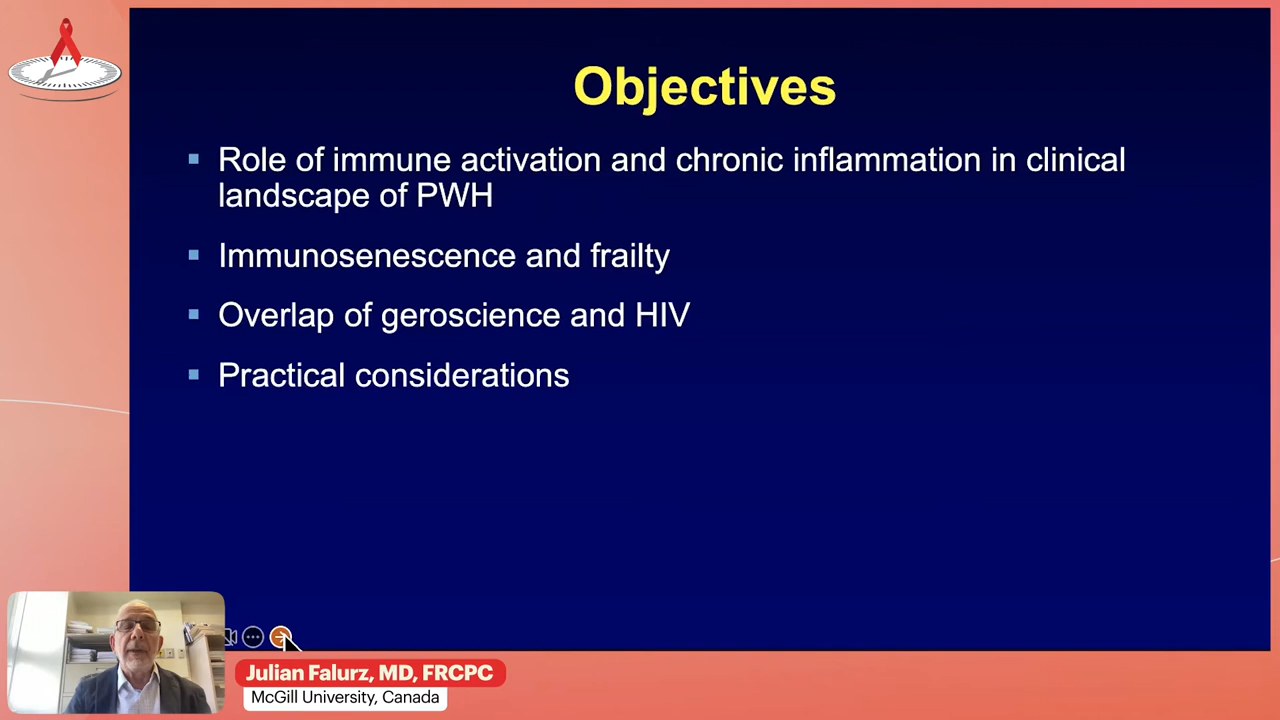 Objectives
Role of immune activation and chronic inflammation in clinical
landscape of PWH
Immunosenescence and frailty
Overlap of geroscience and HIV
Practical considerations
Julian Falurz, MD, FRCPC
McGill University, Canada